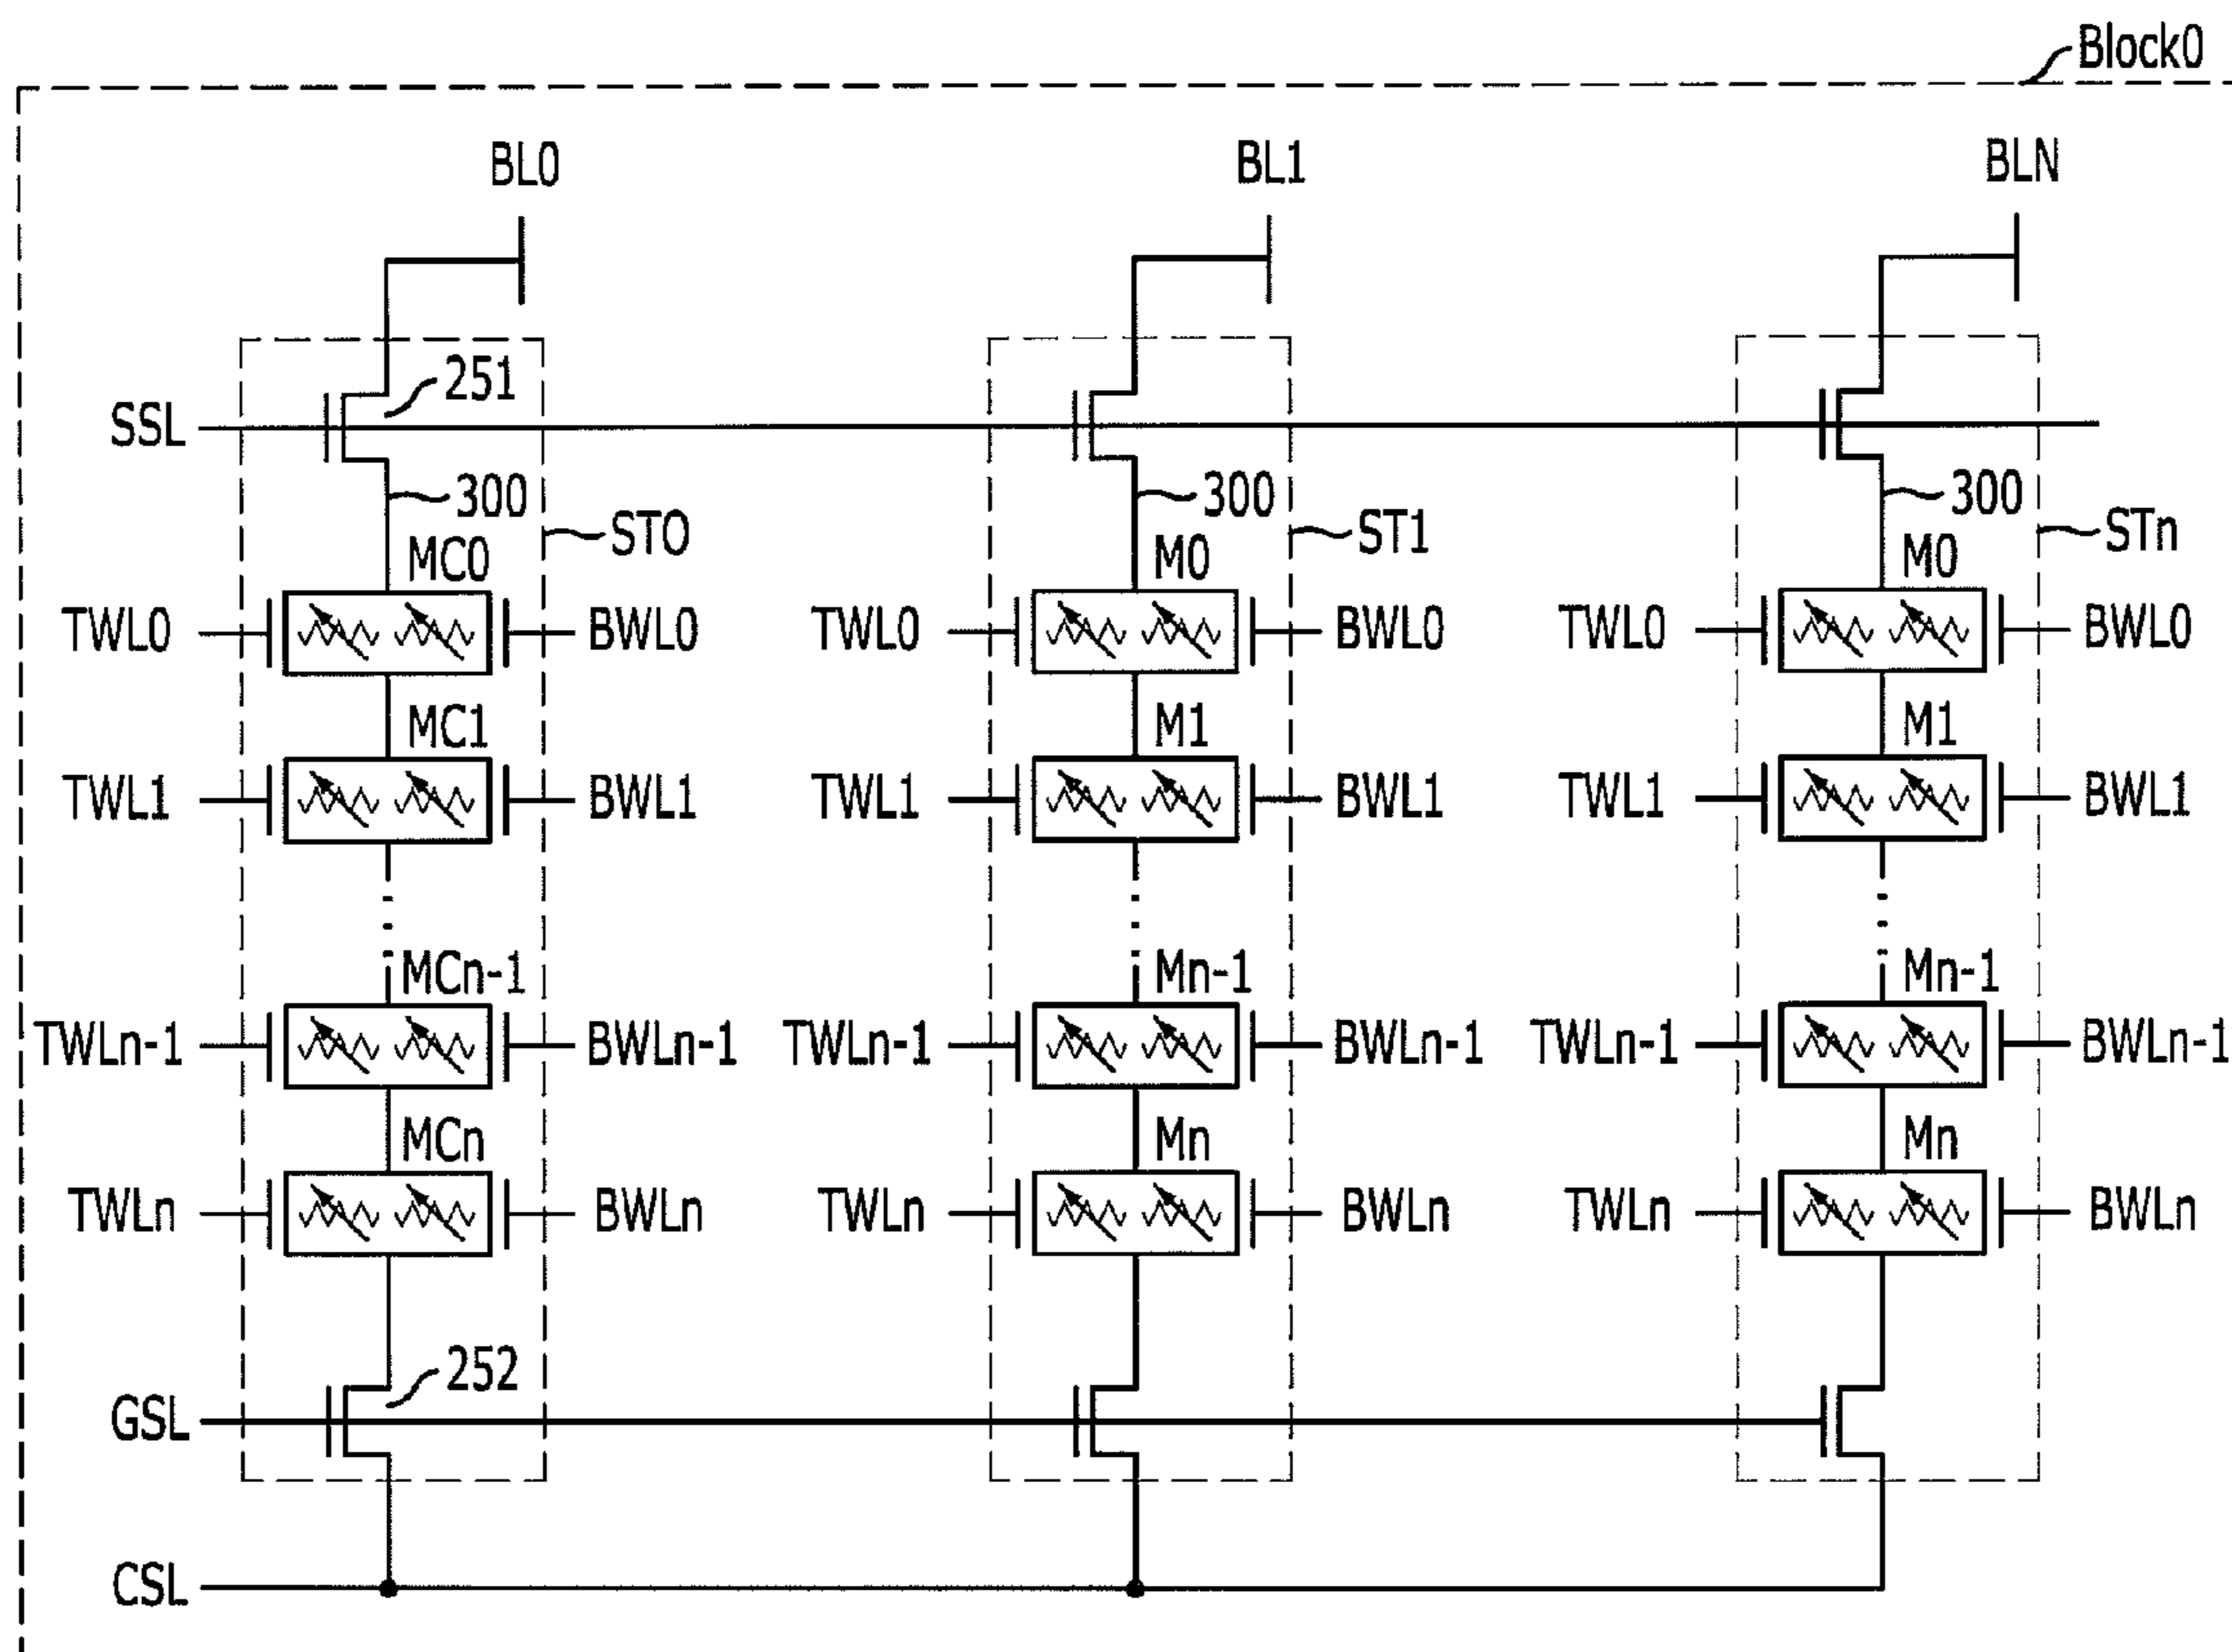 Block0
BL0 BL1 BLN
251
SSL
300 300 300
STO ST1 STn
MC0 M0 M0
TWL0 BWL0 TWL0 BWL0 TWL0 BWL0
MC1 M1 M1
TWL1 BWL1 TWL1 BWL1 TWL1 BWL1
MCn-1 Mn-1 Mn-1
TWLn-1 BWLn-1 TWLn-1 BWLn-1 TWLn-1 BWLn-1
MCn Mn Mn
TWLn BWLn TWLn BWLn TWLn BWLn
252
GSL
CSL